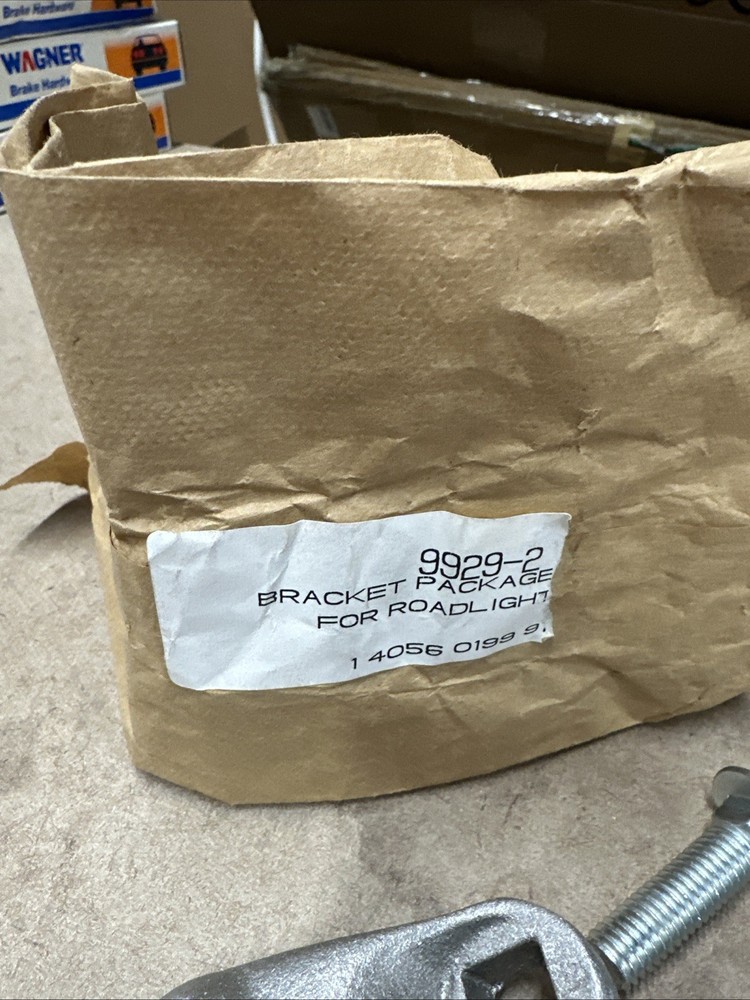 Brake Hardware
WAGNER
Brake Hardw
9929-2
BRACKET PACKAGE
FOR ROADLIGHT
1 4056 0199 9